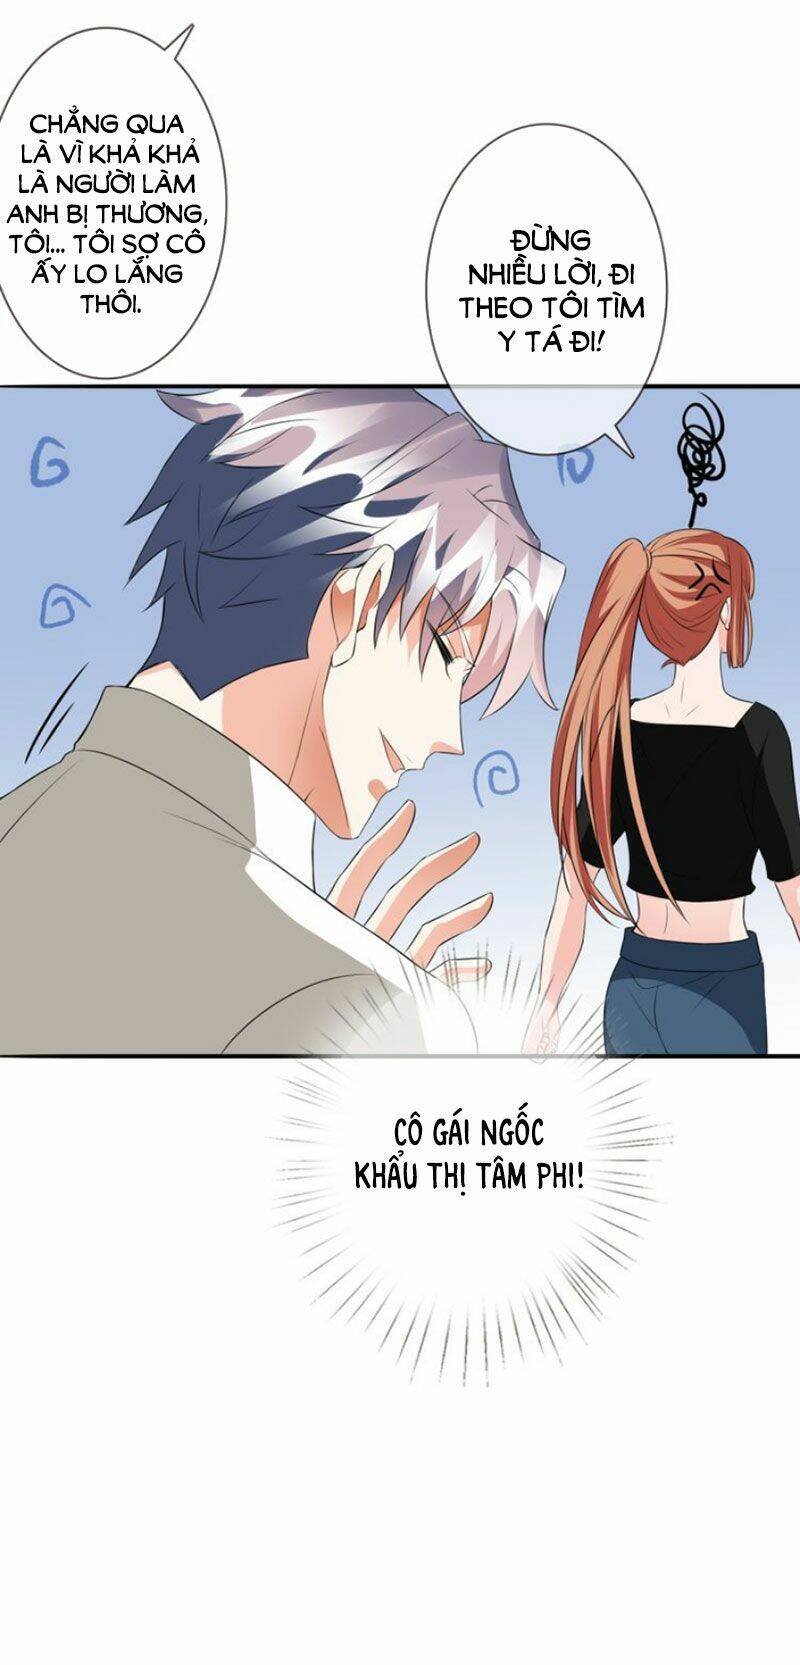 CHẲNG QUA
LÀ VÌ KHẢ KHẢ
LÀ NGƯỜI LÀM
ANH BỊ THƯƠNG,
TÔI... TÔI SỢ CÔ
ẤY LO LẮNG
THÔI.
ĐỪNG
NHIỀU LỜI, ĐI
THEO TÔI TÌM
Y TÁ ĐI!
CÔ GÁI NGỐC
KHẨU THỊ TÂM PHI!